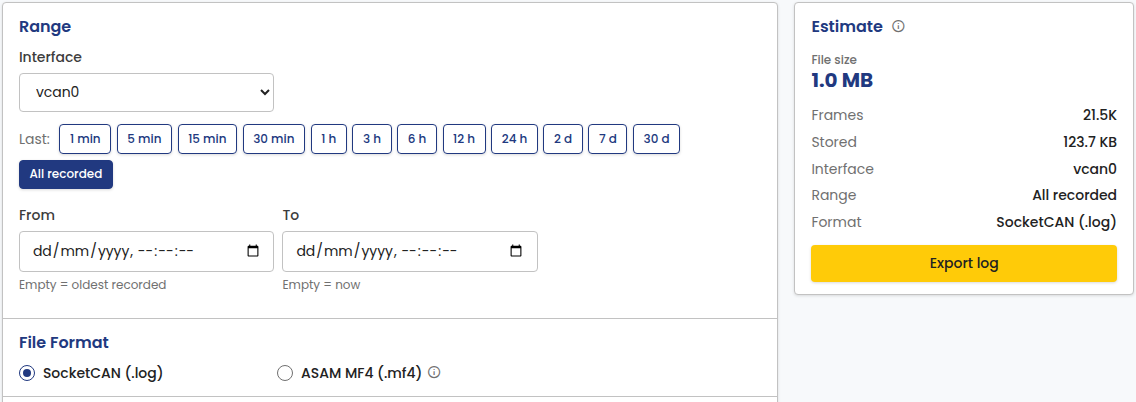 Range
Interface
vcan0
Last: 1 min 5 min 15 min 30 min 1 h 3 h 6 h 12 h 24 h 2 d 7 d 30 d
All recorded
From To
dd/mm/yyyy, --:--:-- dd/mm/yyyy, --:--:--
Empty = oldest recorded Empty = now
File Format
SocketCAN (.log) ASAM MF4 (.mf4)
Estimate
File size
1.0 MB
Frames 21.5K
Stored 123.7 KB
Interface vcan0
Range All recorded
Format SocketCAN (.log)
Export log